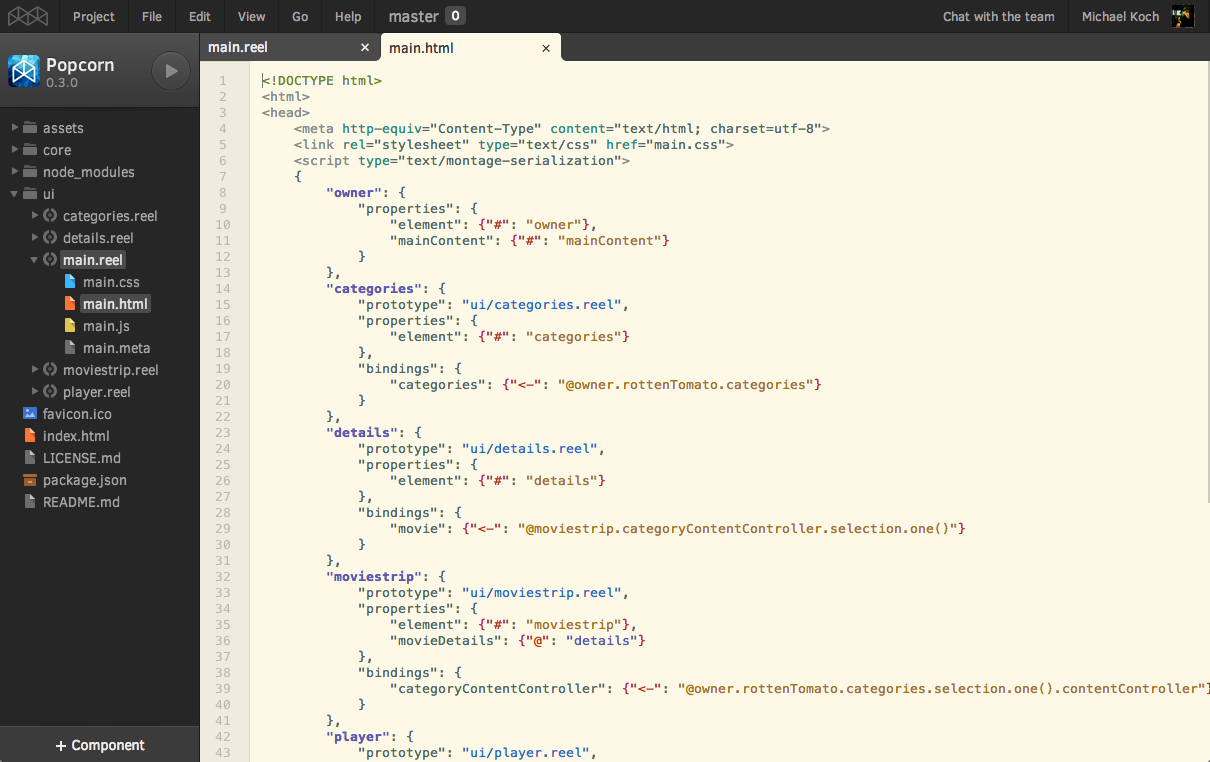 Project File Edit View Go Help master 0 Chat with the team Michael Koch
Popcorn
0.3.0
main.reel × main.html ×
assets
core
node_modules
ui
categories.reel
details.reel
main.reel
main.css
main.html
main.js
main.meta
moviestrip.reel
player.reel
favicon.ico
index.html
LICENSE.md
package.json
README.md
+ Component
1 <!DOCTYPE html>
2 <html>
3 <head>
4     <meta http-equiv="Content-Type" content="text/html; charset=utf-8">
5     <link rel="stylesheet" type="text/css" href="main.css">
6     <script type="text/montage-serialization">
7     {
8         "owner": {
9             "properties": {
10                 "element": {"#": "owner"},
11                 "mainContent": {"#": "mainContent"}
12             }
13         },
14         "categories": {
15             "prototype": "ui/categories.reel",
16             "properties": {
17                 "element": {"#": "categories"}
18             },
19             "bindings": {
20                 "categories": {"<-": "@owner.rottenTomato.categories"}
21             }
22         },
23         "details": {
24             "prototype": "ui/details.reel",
25             "properties": {
26                 "element": {"#": "details"}
27             },
28             "bindings": {
29                 "movie": {"<-": "@moviestrip.categoryContentController.selection.one()"}
30             }
31         },
32         "moviestrip": {
33             "prototype": "ui/moviestrip.reel",
34             "properties": {
35                 "element": {"#": "moviestrip"},
36                 "movieDetails": {"@": "details"}
37             },
38             "bindings": {
39                 "categoryContentController": {"<-": "@owner.rottenTomato.categories.selection.one().contentController"}
40             }
41         },
42         "player": {
43             "prototype": "ui/player.reel",